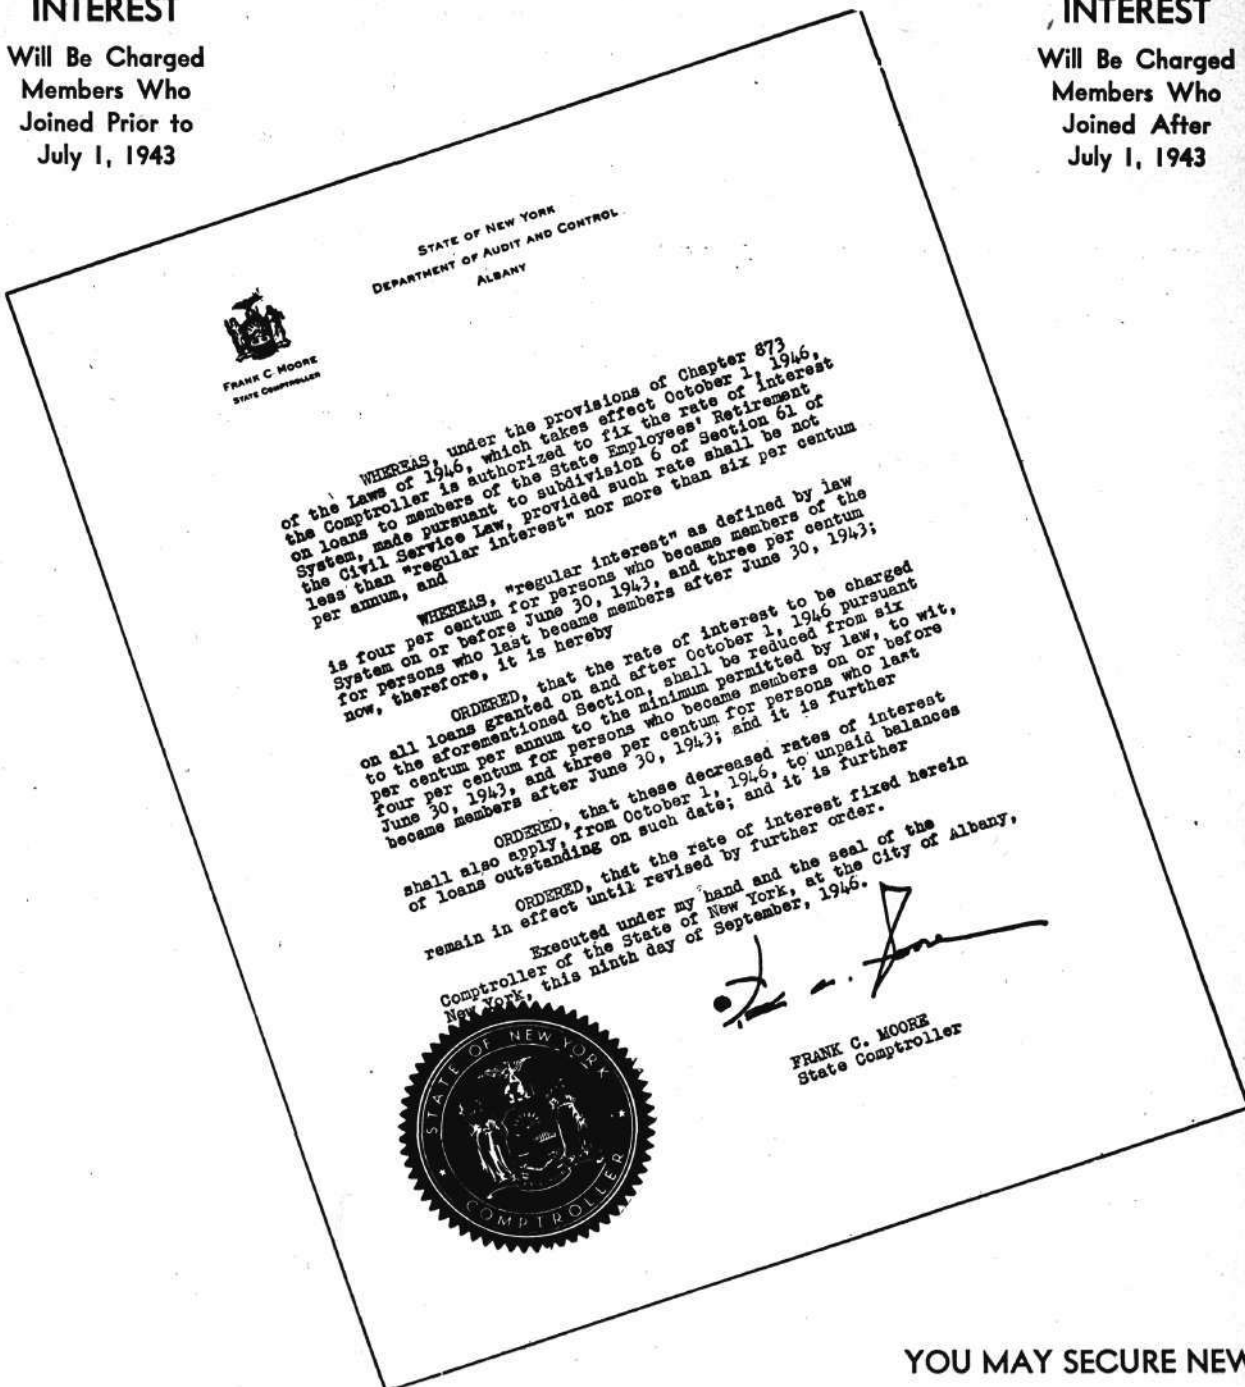 INTEREST
Will Be Charged
Members Who
Joined Prior to
July 1, 1943
INTEREST
Will Be Charged
Members Who
Joined After
July 1, 1943
STATE OF NEW YORK
DEPARTMENT OF AUDIT AND CONTROL
ALBANY
FRANK C. MOORE
STATE COMPTROLLER
WHEREAS, under the provisions of Chapter 873
of the Laws of 1946, which takes effect October 1, 1946,
the Comptroller is authorized to fix the rate of interest
on loans to members of the State Employees' Retirement
System, made pursuant to subdivision 6 of Section 61 of
the Civil Service Law, provided such rate shall be not
less than "regular interest" nor more than six per centum
per annum, and
WHEREAS, "regular interest" as defined by law
is four per centum for persons who became members of the
System on or before June 30, 1943, and three per centum
for persons who last became members after June 30, 1943;
now, therefore, it is hereby
ORDERED, that the rate of interest to be charged
on all loans granted on and after October 1, 1946 pursuant
to the aforementioned Section, shall be reduced from six
per centum per annum to the minimum permitted by law, to wit,
four per centum for persons who became members on or before
June 30, 1943, and three per centum for persons who last
became members after June 30, 1943; and it is further
ORDERED, that these decreased rates of interest
shall also apply, from October 1, 1946, to unpaid balances
of loans outstanding on such date; and it is further
ORDERED, that the rate of interest fixed herein
remain in effect until revised by further order.
Executed under my hand and the seal of the
Comptroller of the State of New York, at the City of Albany,
New York, this ninth day of September, 1946.
FRANK C. MOORE
State Comptroller
STATE OF NEW YORK
COMPTROLLER
YOU MAY SECURE NEW